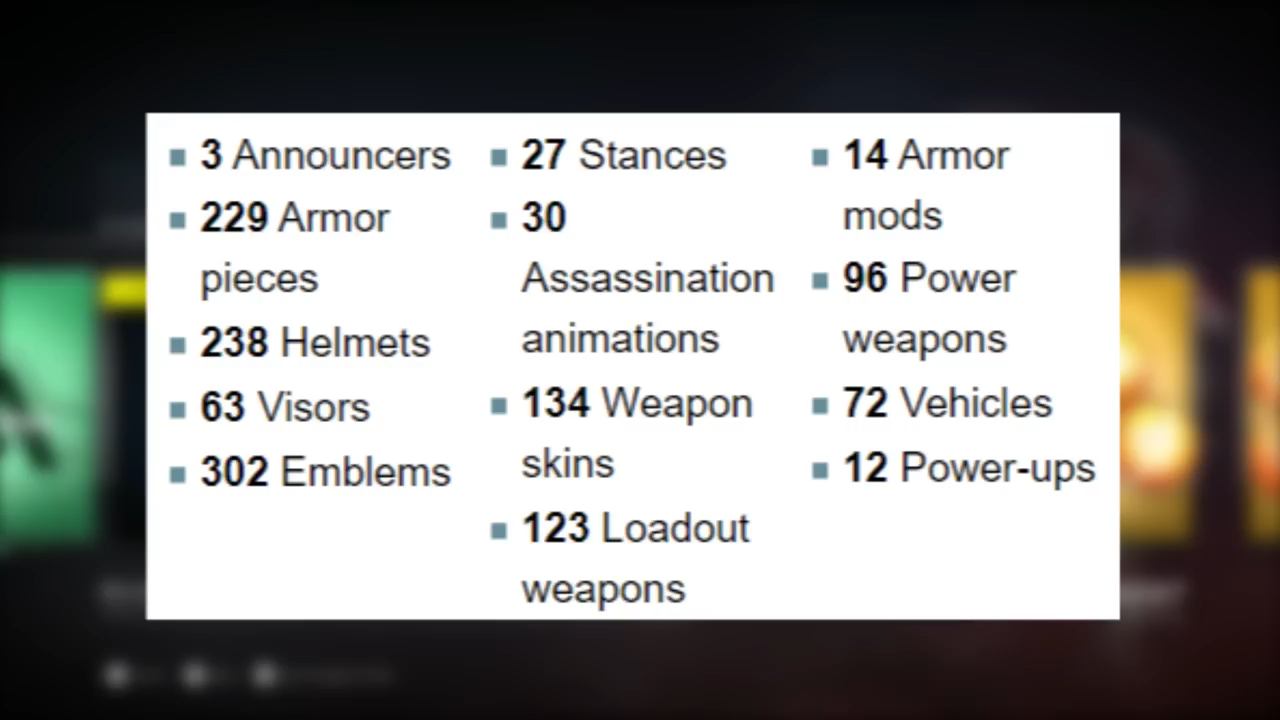 3 Announcers
229 Armor
pieces
238 Helmets
63 Visors
302 Emblems
27 Stances
30
Assassination
animations
134 Weapon
skins
123 Loadout
weapons
14 Armor
mods
96 Power
weapons
72 Vehicles
12 Power-ups